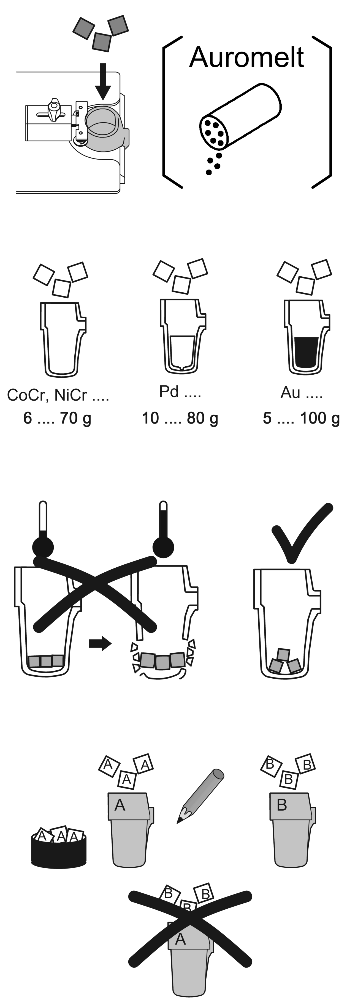 Auromelt
CoCr, NiCr ....
Pd ....
Au ....
6 .... 70 g
10 .... 80 g
5 .... 100 g
A
A
A
B
B
B
A
B
A
A
A
B
B
B
A